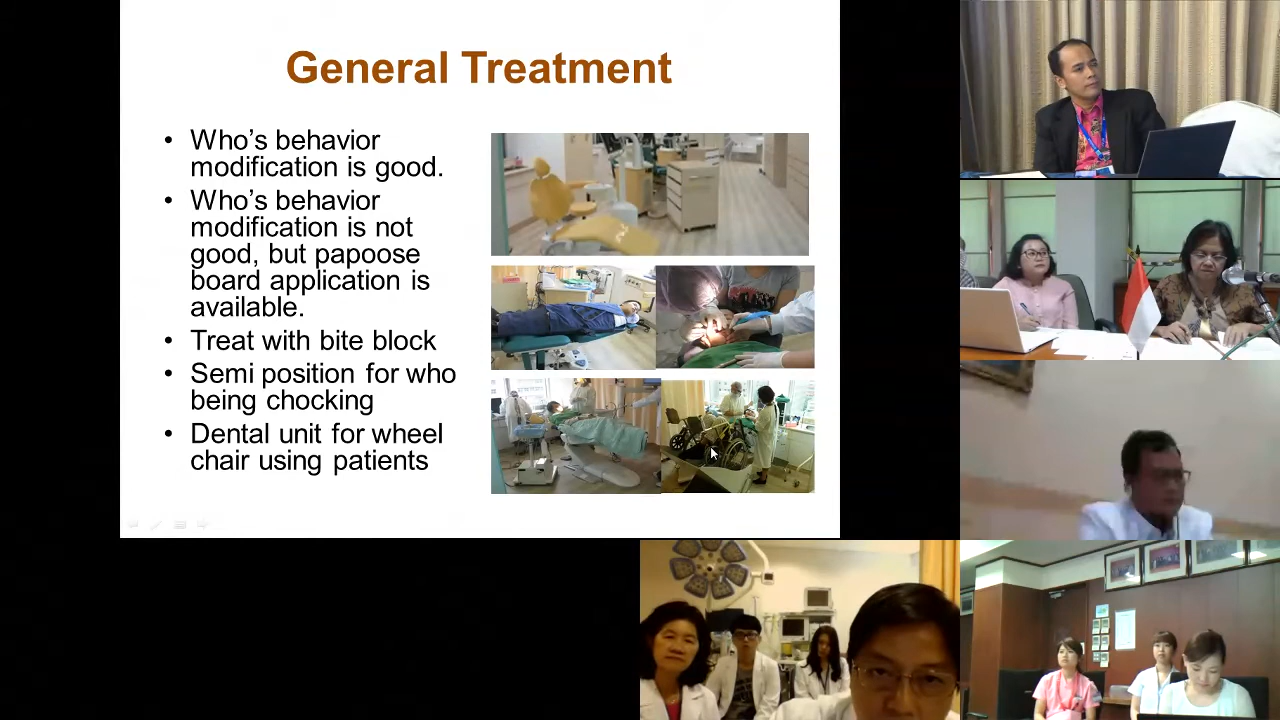 General Treatment
• Who’s behavior
modification is good.
• Who’s behavior
modification is not
good, but papoose
board application is
available.
• Treat with bite block
• Semi position for who
being chocking
• Dental unit for wheel
chair using patients